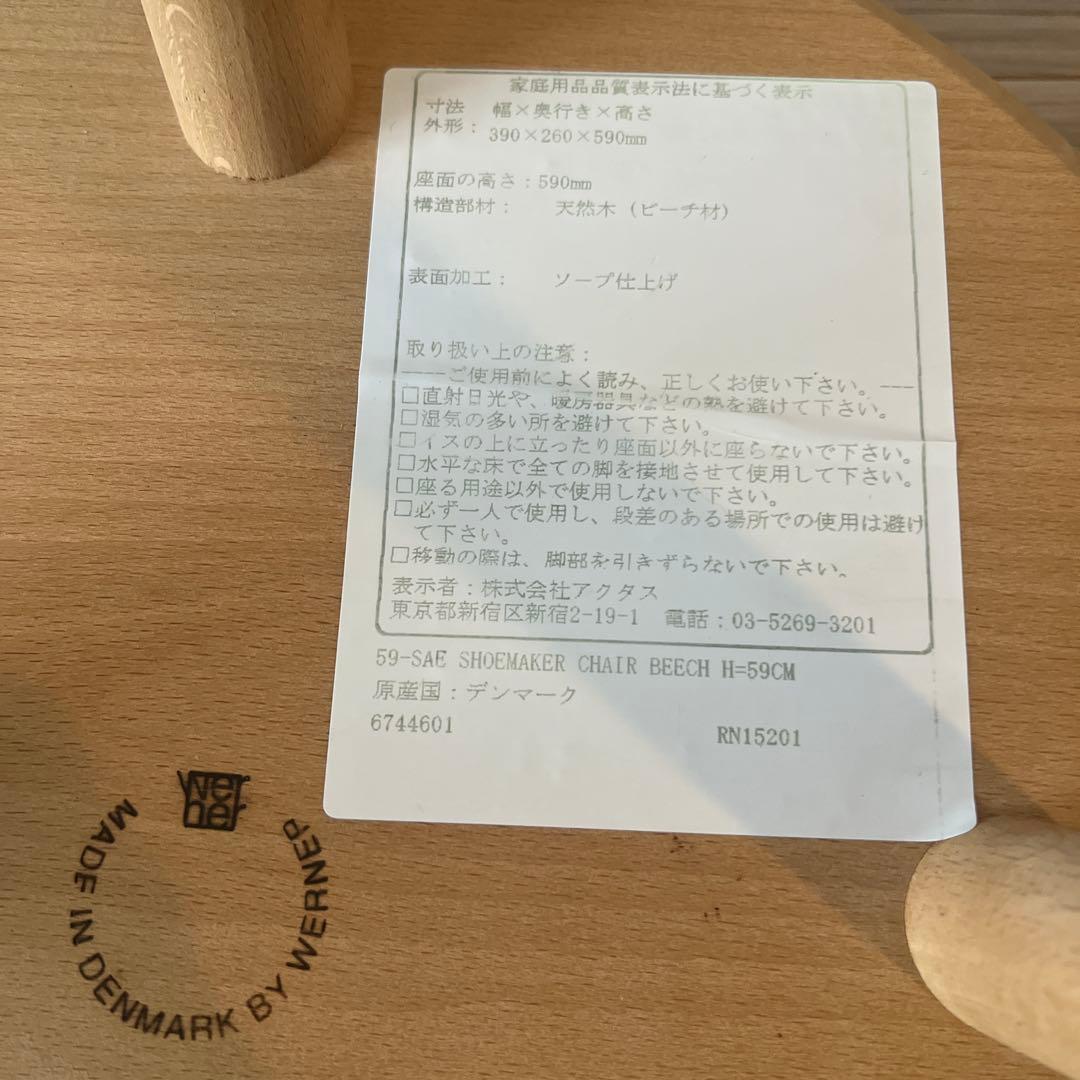 家庭用品品質表示法に基づく表示
寸法 幅×奥行き×高さ
外形： 390×260×590mm
座面の高さ：590mm
構造部材： 天然木（ビーチ材）
表面加工： ソープ仕上げ
取り扱い上の注意：
----ご使用前によく読み、正しくお使い下さい。---
□直射日光や、暖房器具などの熱を避けて下さい。
□湿気の多い所を避けて下さい。
□イスの上に立ったり座面以外に座らないで下さい。
□水平な床で全ての脚を接地させて使用して下さい。
□座る用途以外で使用しないで下さい。
□必ず一人で使用し、段差のある場所での使用は避け
て下さい。
□移動の際は、脚部を引きずらないで下さい。
表示者：株式会社アクタス
東京都新宿区新宿2-19-1 電話：03-5269-3201
59-SAE SHOEMAKER CHAIR BEECH H=59CM
原産国：デンマーク
6744601 RN15201
MADE IN DENMARK BY WERNER